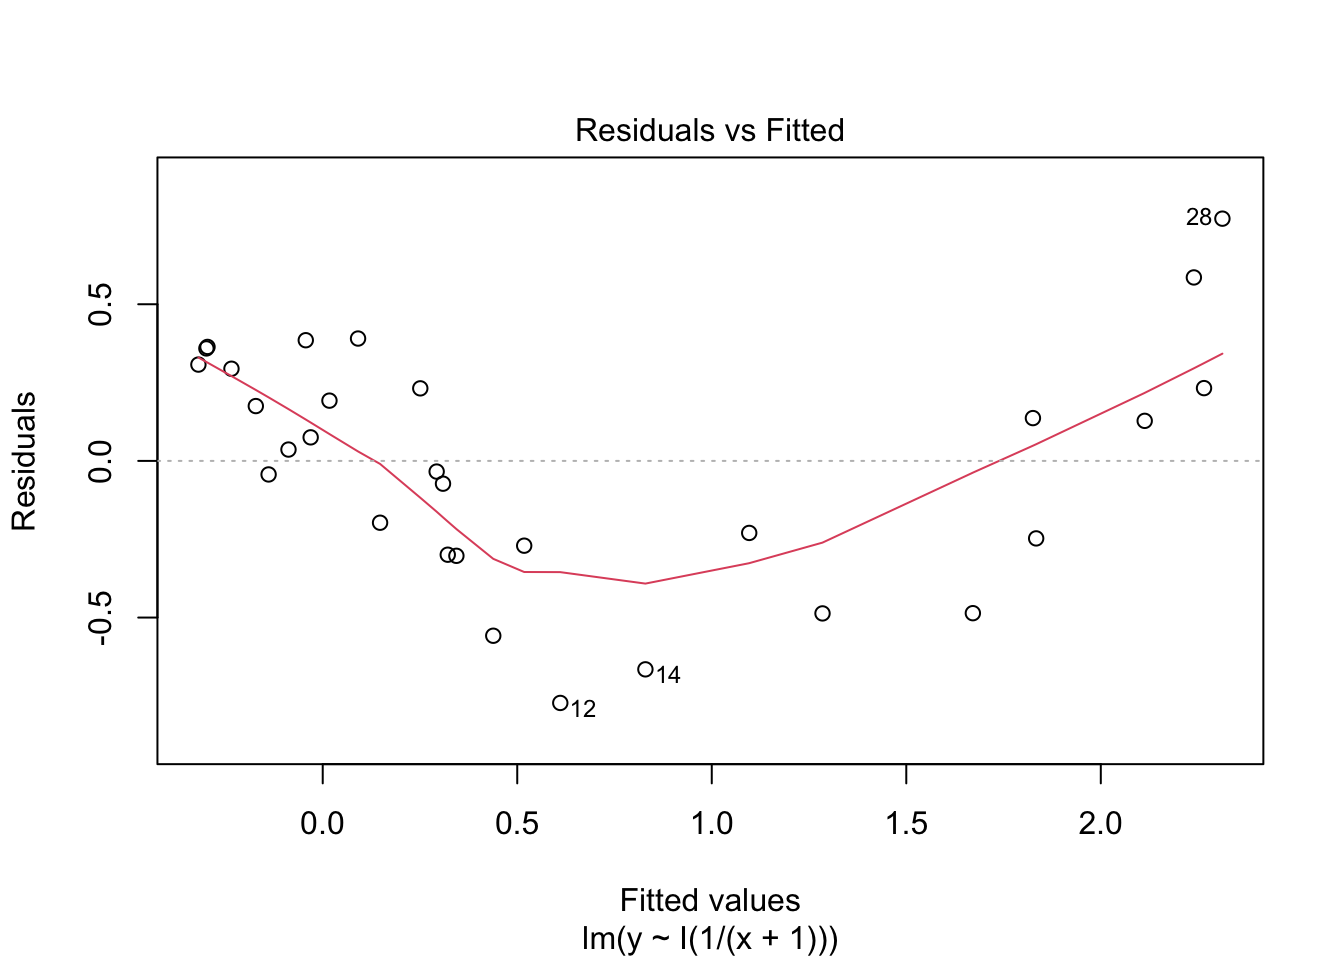 Residuals vs Fitted
28
12
14
0.5
0.0
-0.5
Residuals
0.0 0.5 1.0 1.5 2.0
Fitted values
lm(y ~ I(1/(x + 1)))